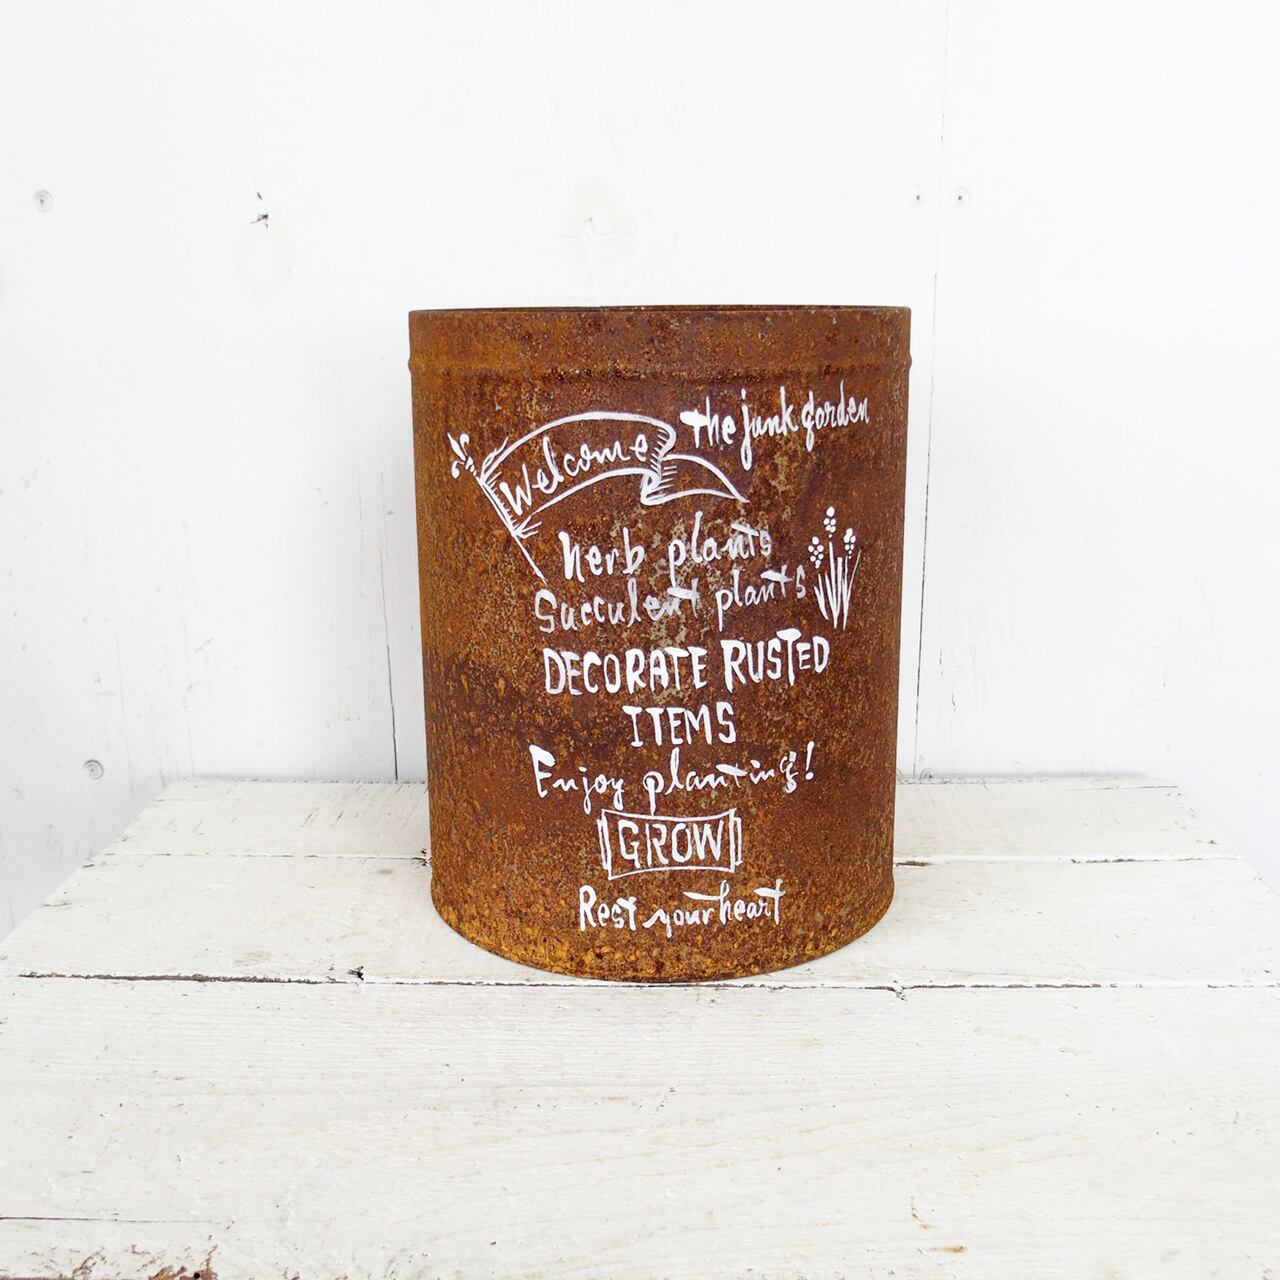 Welcome the junk garden
herb plants
Succulent plants
DECORATE RUSTED
ITEMS
Enjoy planting!
GROW
Rest your heart